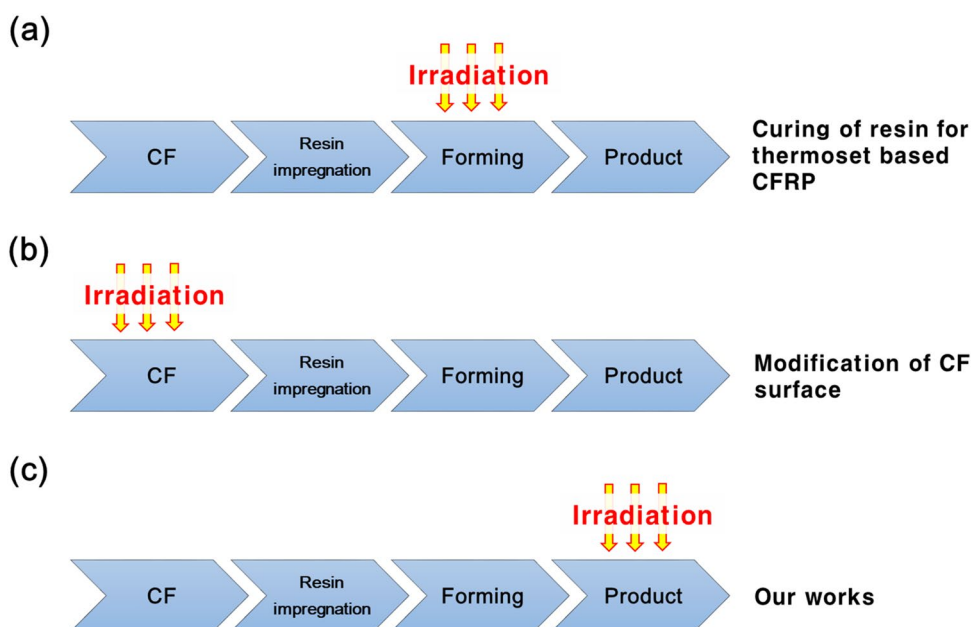 (a)
Irradiation
CF
Resin
impregnation
Forming
Product
Curing of resin for
thermoset based
CFRP
(b)
Irradiation
CF
Resin
impregnation
Forming
Product
Modification of CF
surface
(c)
Irradiation
CF
Resin
impregnation
Forming
Product
Our works